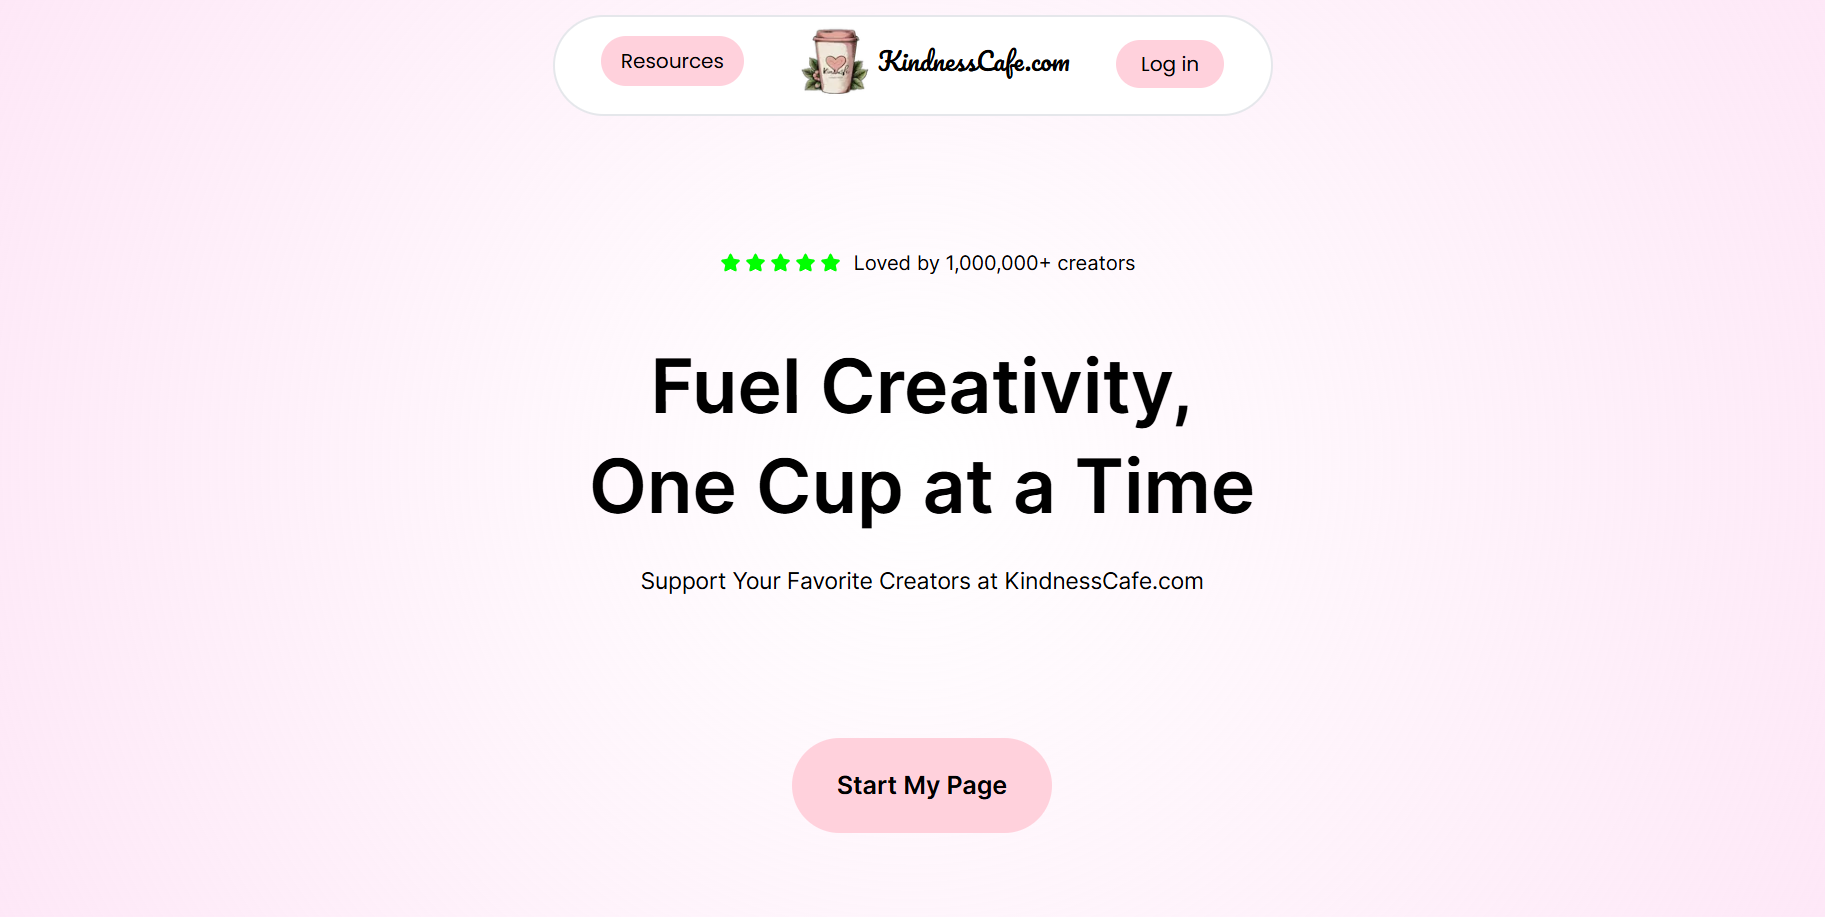 Resources
KindnessCafe.com
Log in
Loved by 1,000,000+ creators
Fuel Creativity,
One Cup at a Time
Support Your Favorite Creators at KindnessCafe.com
Start My Page